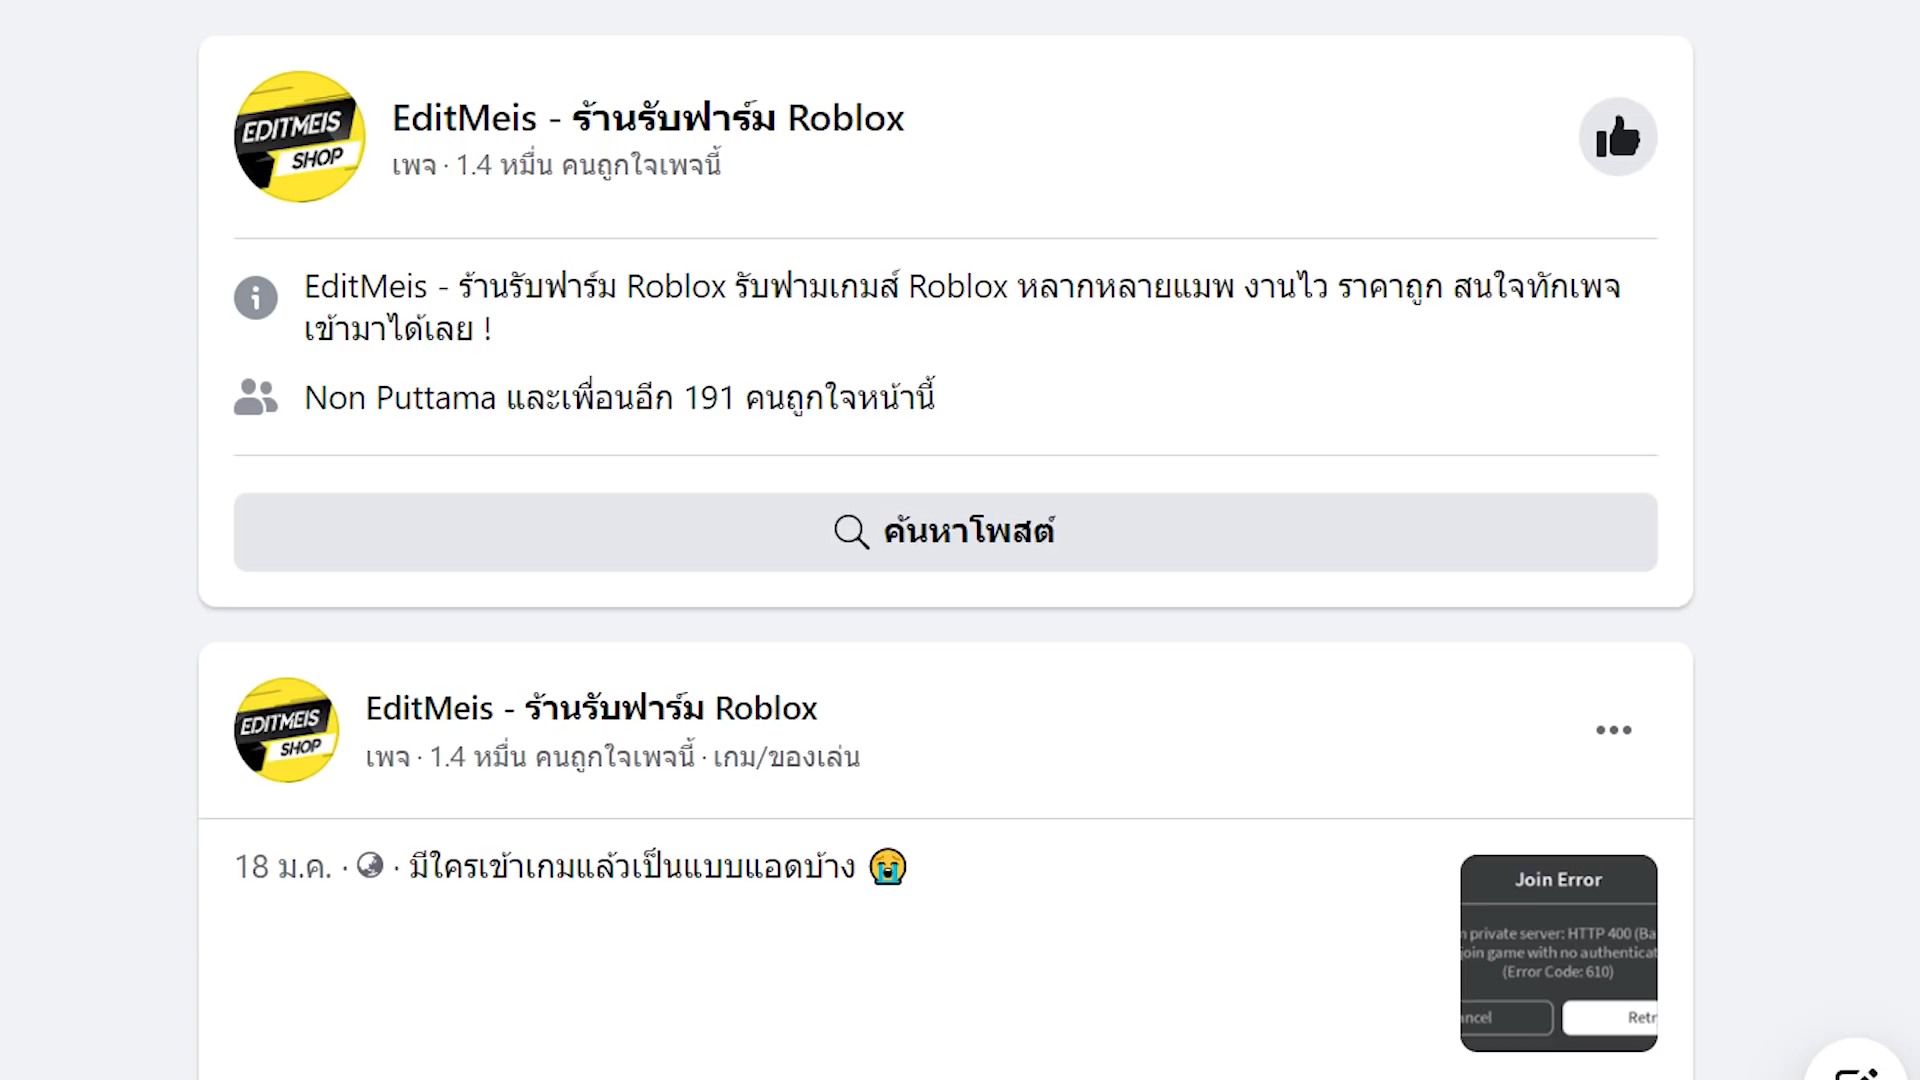 EDITMEIS
SHOP
EditMeis - ร้านรับฟาร์ม Roblox
เพจ · 1.4 หมื่น คนถูกใจเพจนี้
EditMeis - ร้านรับฟาร์ม Roblox รับฟามเกมส์ Roblox หลากหลายแมพ งานไว ราคาถูก สนใจทักเพจ
เข้ามาได้เลย !
Non Puttama และเพื่อนอีก 191 คนถูกใจหน้านี้
ค้นหาโพสต์
EDITMEIS
SHOP
EditMeis - ร้านรับฟาร์ม Roblox
เพจ · 1.4 หมื่น คนถูกใจเพจนี้ · เกม/ของเล่น
18 ม.ค. · มีใครเข้าเกมแล้วเป็นแบบแอดบ้าง 😭
Join Error
n private server: HTTP 400 (Ba
join game with no authenticat
(Error Code: 610)
ancel
Retr